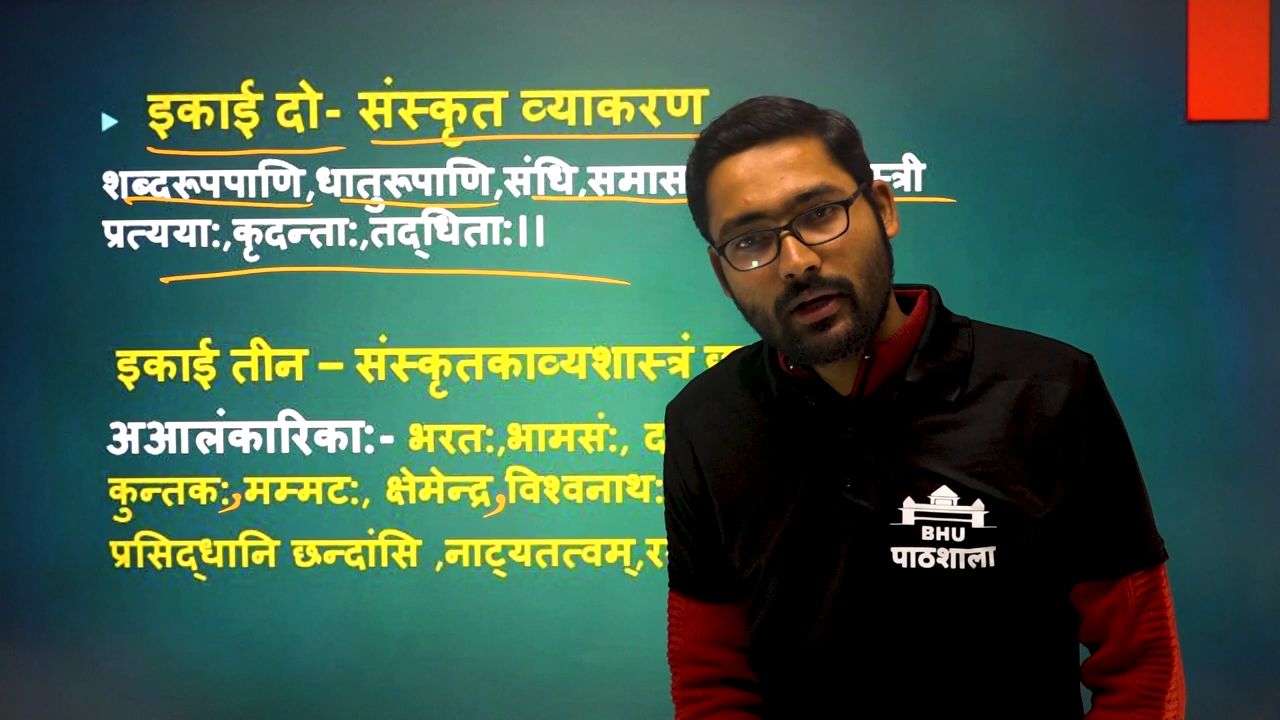 इकाई दो- संस्कृत व्याकरण
शब्दरूपपाणि,धातुरूपाणि,संधि,समास स्त्री
प्रत्ययाः,कृदन्ताः,तद्धिताः।।
इकाई तीन – संस्कृतकाव्यशास्त्रं
अआलंकारिकाः- भरतः,भामसं:,
कुन्तकः,मम्मटः, क्षेमेन्द्र,विश्वनाथः
प्रसिद्धानि छन्दांसि ,नाट्यतत्वम्,
BHU
पाठशाला